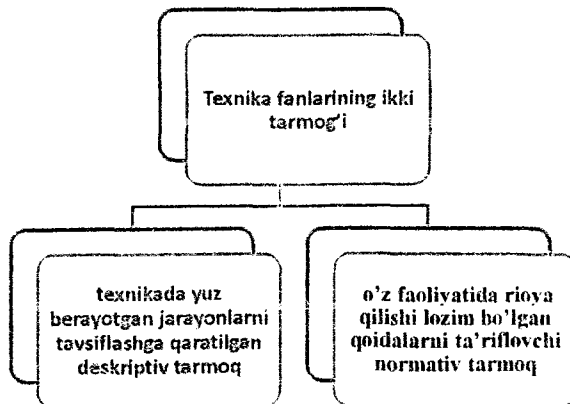 Texnika fanlarining ikki
tarmog'i
texnikada yuz
berayotgan jarayonlarni
tavsiflashga qaratilgan
deskriptiv tarmoq
o'z faoliyatida rioya
qilishi lozim bo'lgan
qoidalarni ta'riflovchi
normativ tarmoq